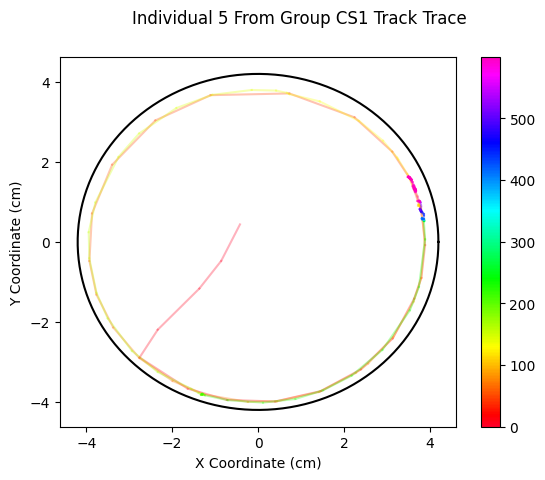 Individual 5 From Group CS1 Track Trace
Y Coordinate (cm)
4
2
0
−2
−4
−4 −2 0 2 4
X Coordinate (cm)
500
400
300
200
100
0